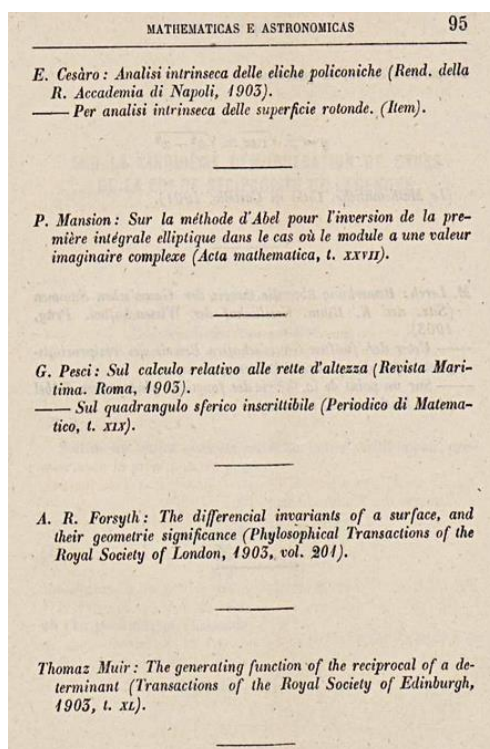 MATHEMATICAS E ASTRONOMICAS 95
E. Cesàro : Analisi intrinseca delle eliche policoniche (Rend. della
R. Accademia di Napoli, 1903).
—— Per analisi intrinseca delle superficie rotonde. (Item).
P. Mansion : Sur la méthode d'Abel pour l'inversion de la pre-
mière intégrale elliptique dans le cas où le module a une valeur
imaginaire complexe (Acta mathematica, t. XXVII).
G. Pesci : Sul calculo relativo alle rette d'altezza (Revista Mari-
tima. Roma, 1903).
—— Sul quadrangulo sferico inscrittibile (Periodico di Matema-
tico, t. XLX).
A. R. Forsyth : The differencial invariants of a surface, and
their geometrie significance (Phylosophical Transactions of the
Royal Society of London, 1903, vol. 201).
Thomaz Muir : The generating function of the reciprocal of a de-
terminant (Transactions of the Royal Society of Edinburgh,
1903, t. XL).